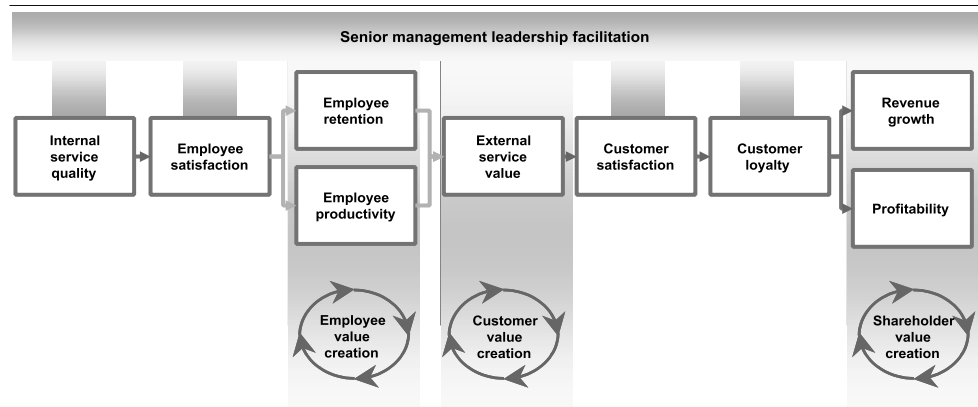 Senior management leadership facilitation
Internal
service
quality
Employee
satisfaction
Employee
retention
Employee
productivity
External
service
value
Customer
satisfaction
Customer
loyalty
Revenue
growth
Profitability
Employee
value
creation
Customer
value
creation
Shareholder
value
creation